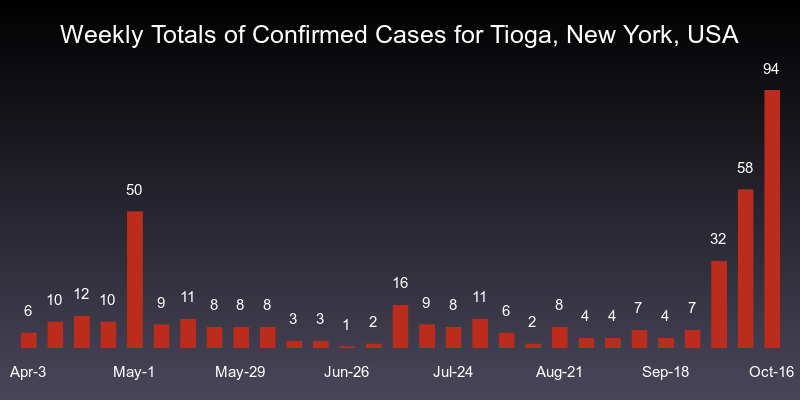 Weekly Totals of Confirmed Cases for Tioga, New York, USA
94
58
50
32
16
12
10 10 9 11 8 8 8 9 8 11 8
6 3 3 1 2 6 2 4 4 7 4 7
Apr-3 May-1 May-29 Jun-26 Jul-24 Aug-21 Sep-18 Oct-16